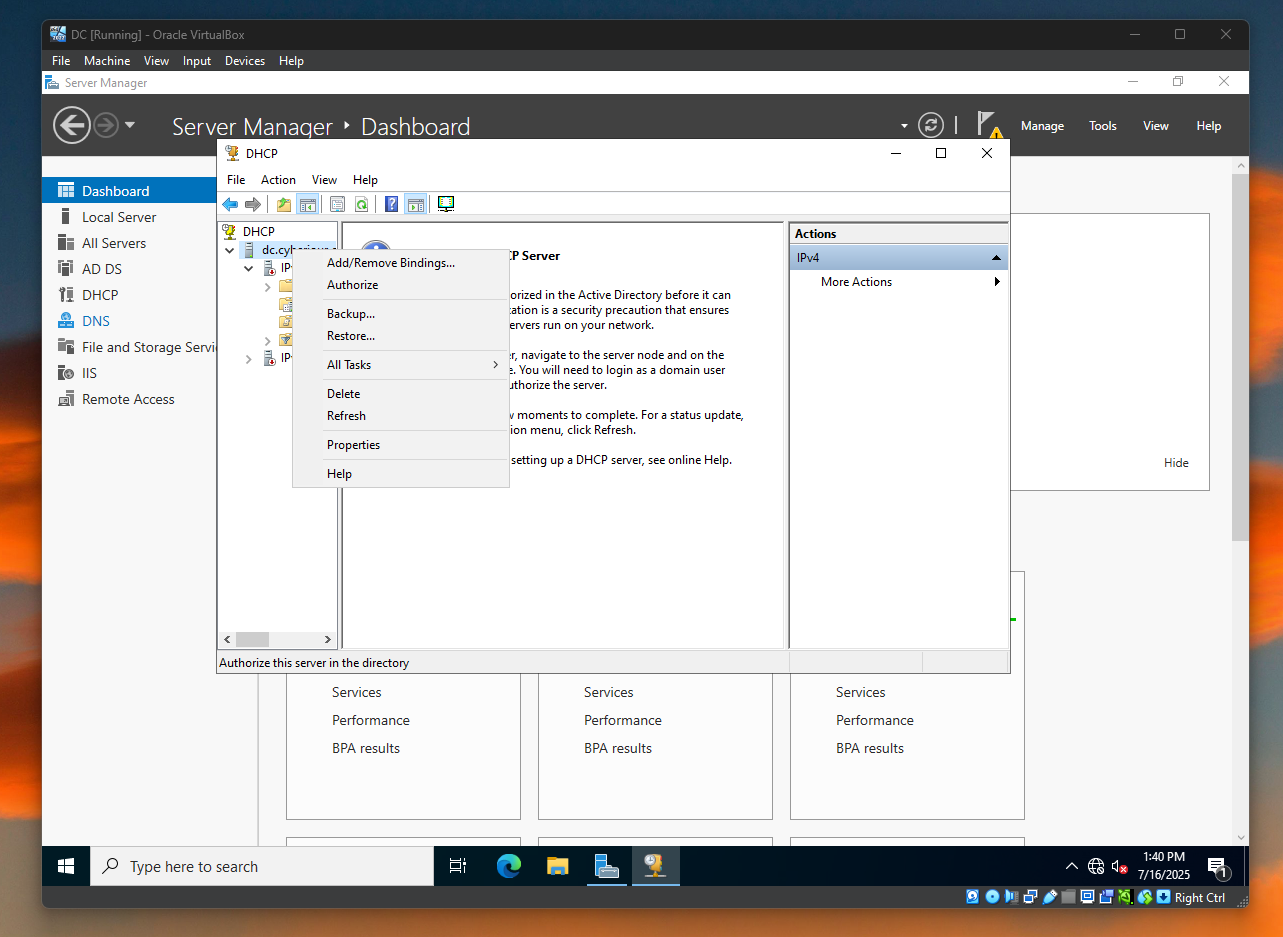 DC [Running] - Oracle VirtualBox
File Machine View Input Devices Help
Server Manager
Server Manager Dashboard
Manage Tools View Help
DHCP
File Action View Help
Dashboard
Local Server
All Servers
AD DS
DHCP
DNS
File and Storage Servi
IIS
Remote Access
DHCP
Add/Remove Bindings...
Authorize
Backup...
Restore...
All Tasks
Delete
Refresh
Properties
Help
CP Server
orized in the Active Directory before it can
ation is a security precaution that ensures
ervers run on your network.
er, navigate to the server node and on the
e. You will need to login as a domain user
uthorize the server.
w moments to complete. For a status update,
ion menu, click Refresh.
setting up a DHCP server, see online Help.
Actions
IPv4
More Actions
Hide
Authorize this server in the directory
Services
Performance
BPA results
Services
Performance
BPA results
Services
Performance
BPA results
Type here to search
1:40 PM
7/16/2025
1
Right Ctrl